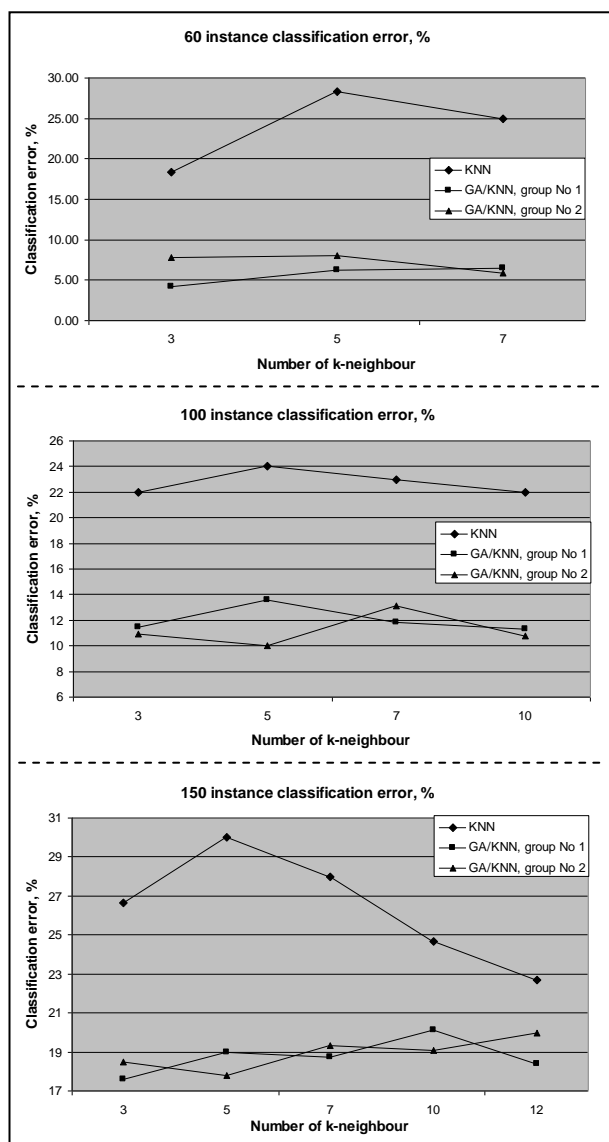 60 instance classification error, %
30.00
25.00
20.00
15.00
10.00
5.00
0.00
Classification error, %
KNN
GA/KNN, group No 1
GA/KNN, group No 2
3 5 7
Number of k-neighbour
100 instance classification error, %
26
24
22
20
18
16
14
12
10
8
6
Classification error, %
KNN
GA/KNN, group No 1
GA/KNN, group No 2
3 5 7 10
Number of k-neighbour
150 instance classification error, %
31
29
27
25
23
21
19
17
Classification error, %
KNN
GA/KNN, group No 1
GA/KNN, group No 2
3 5 7 10 12
Number of k-neighbour